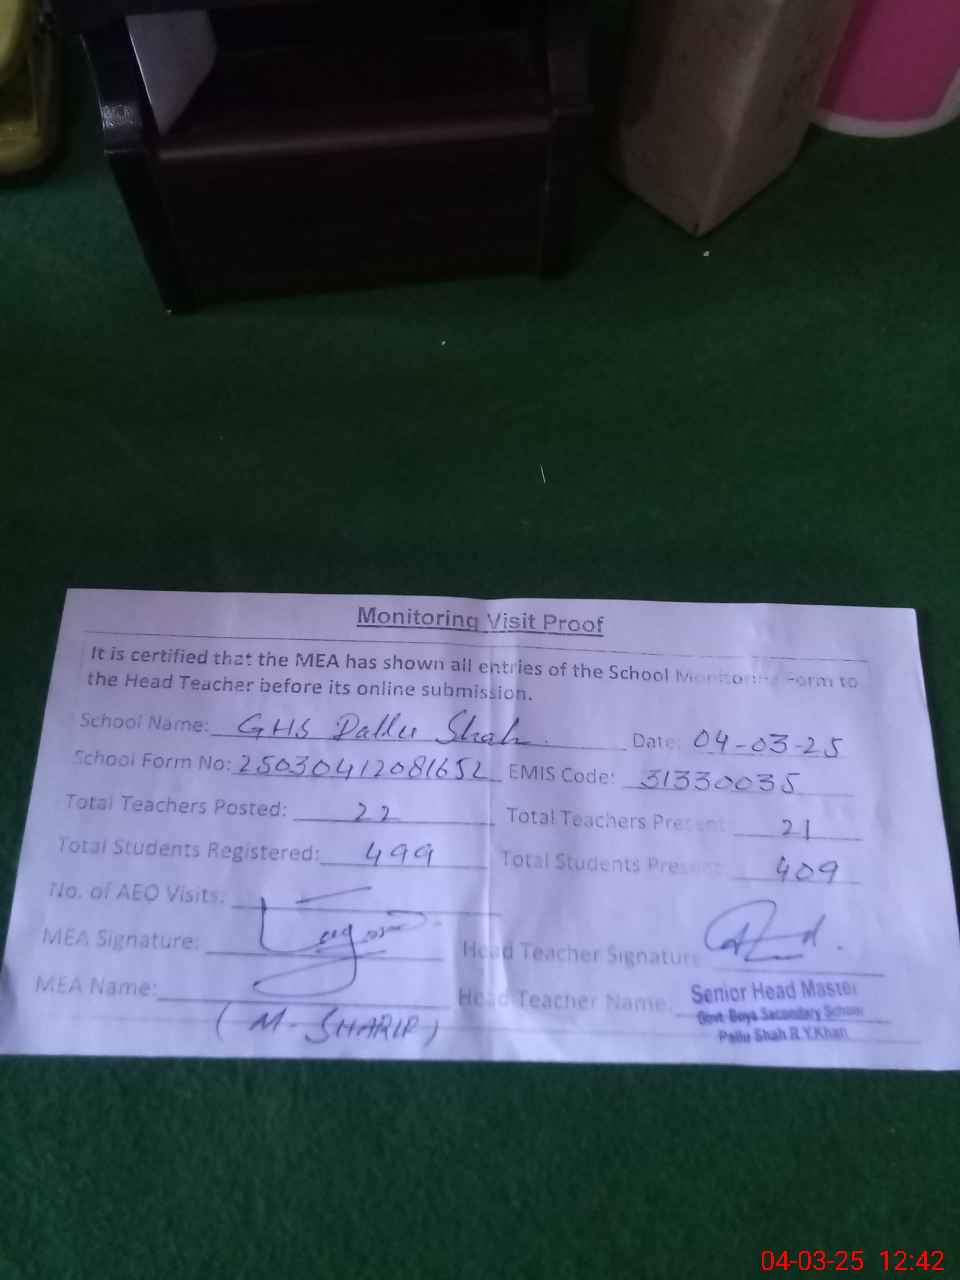 Monitoring Visit Proof
It is certified that the MEA has shown all entries of the School Monitoring Form to
the Head Teacher before its online submission.
School Name: GHS Pallu Shah. Date: 04-03-25
School Form No: 25030412081652 EMIS Code: 31330035
Total Teachers Posted: 22 Total Teachers Present: 21
Total Students Registered: 499 Total Students Present: 409
No. of AEO Visits: —
MEA Signature: Head Teacher Signature
MEA Name: Head Teacher Name: Senior Head Master
(M-SHARIF) Govt Boys Secondary School
Pallu Shah R.Y.Khan
04-03-25 12:42